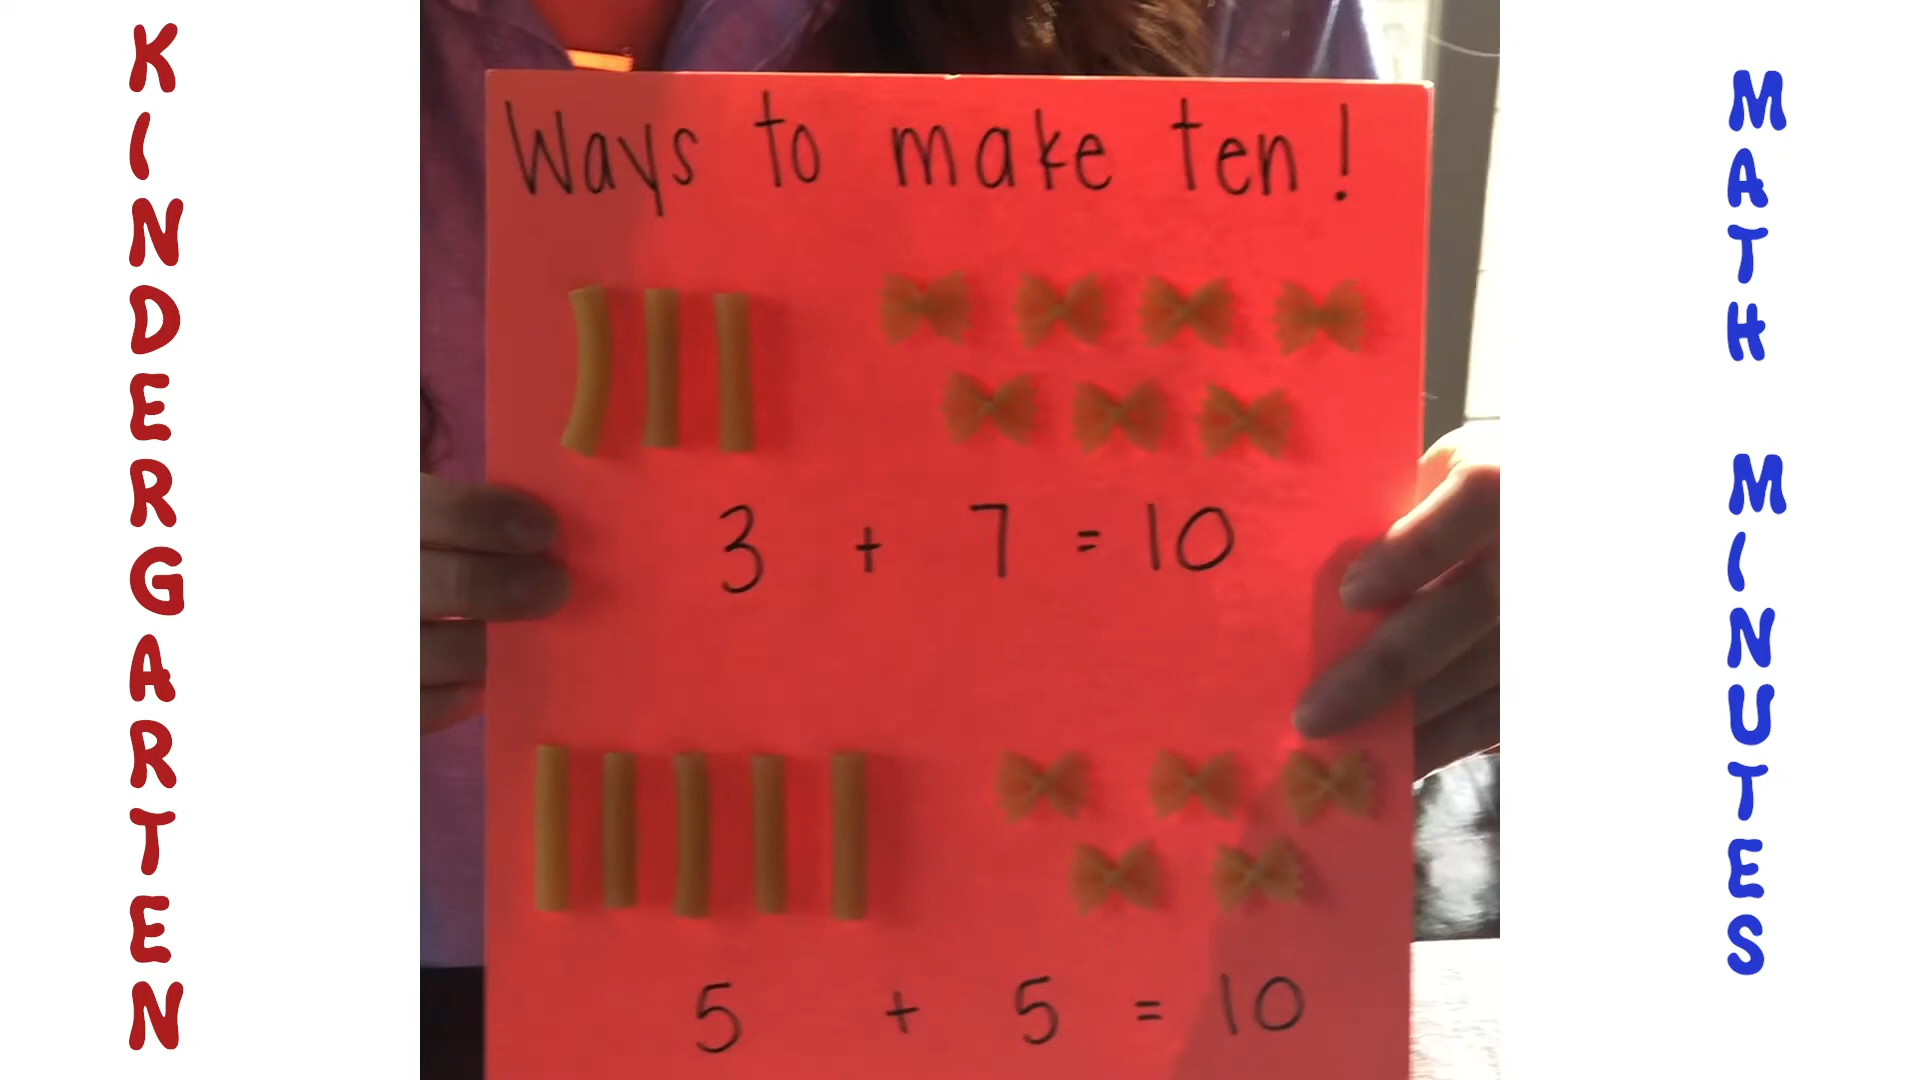 KINDERGARTEN
Ways to make ten!
3 + 7 = 10
5 + 5 = 10
MATH MINUTES